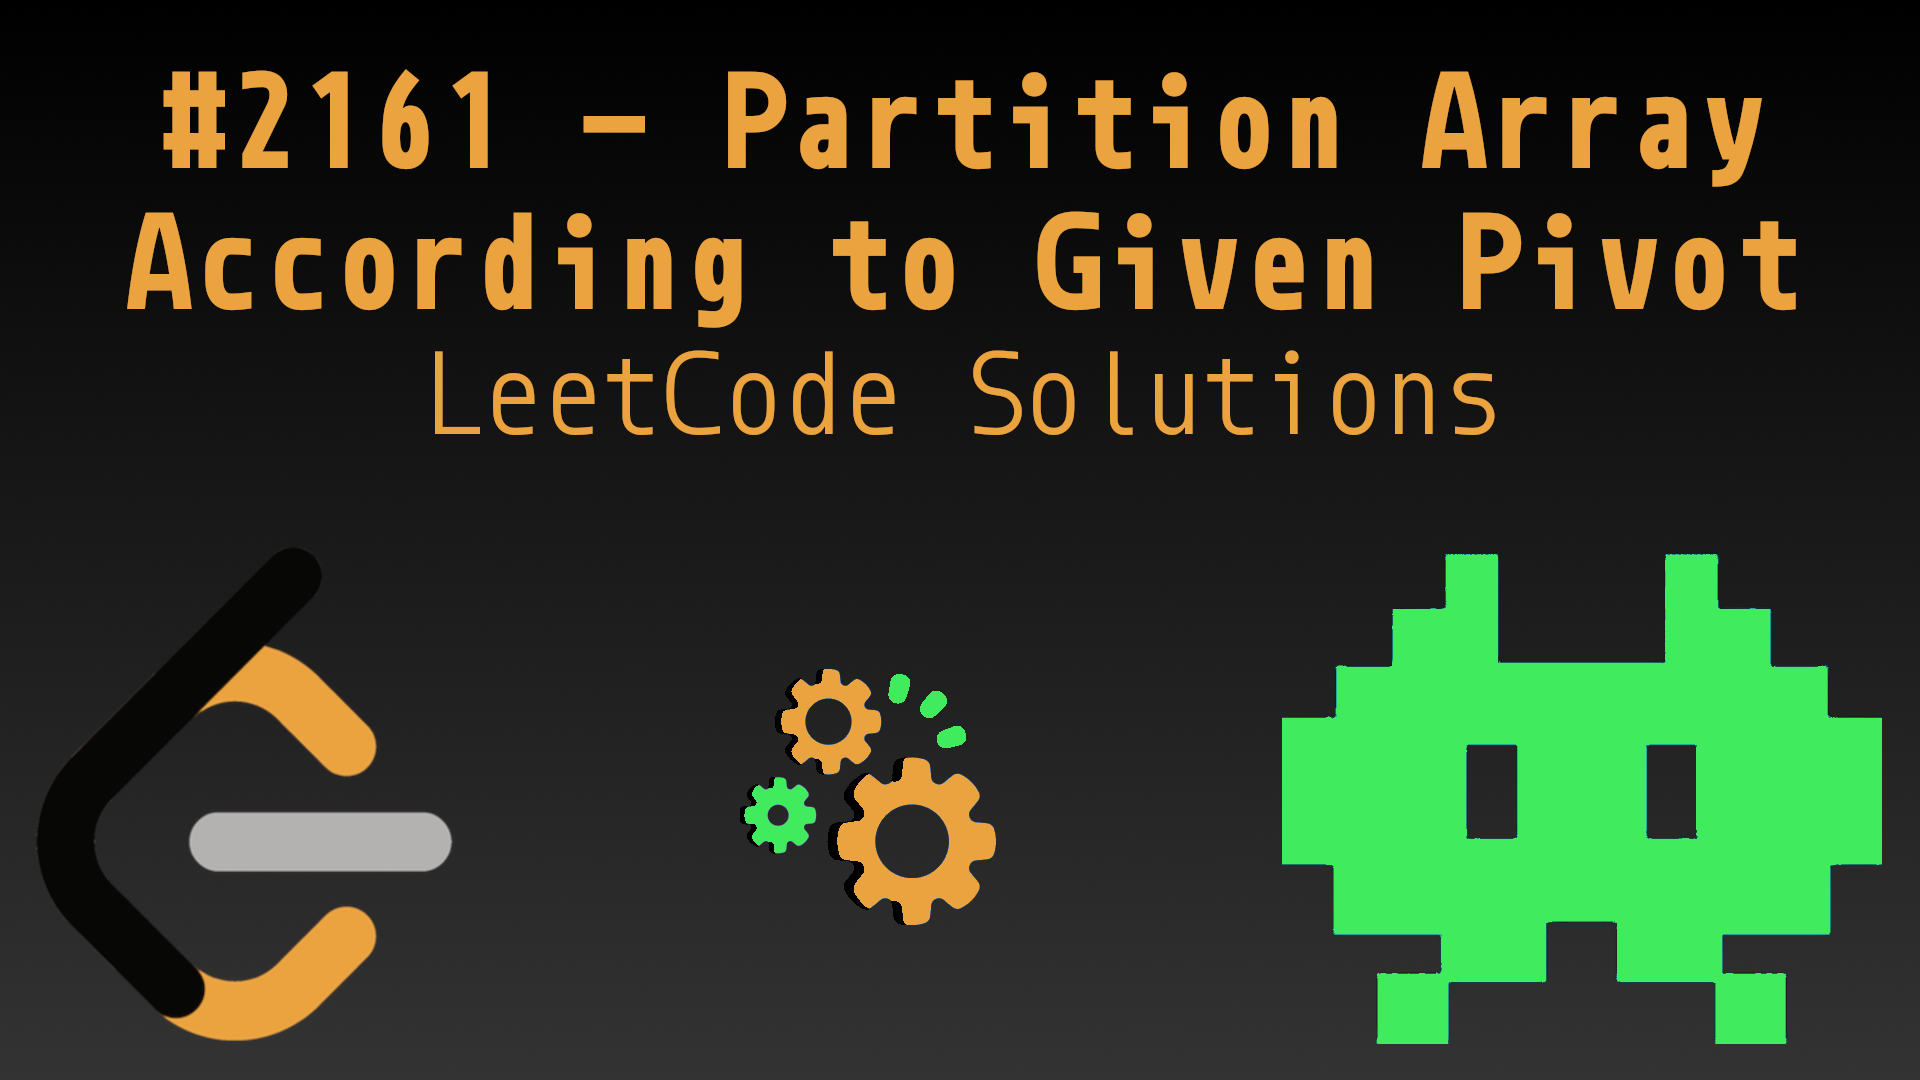 #2161 – Partition Array
According to Given Pivot
LeetCode Solutions